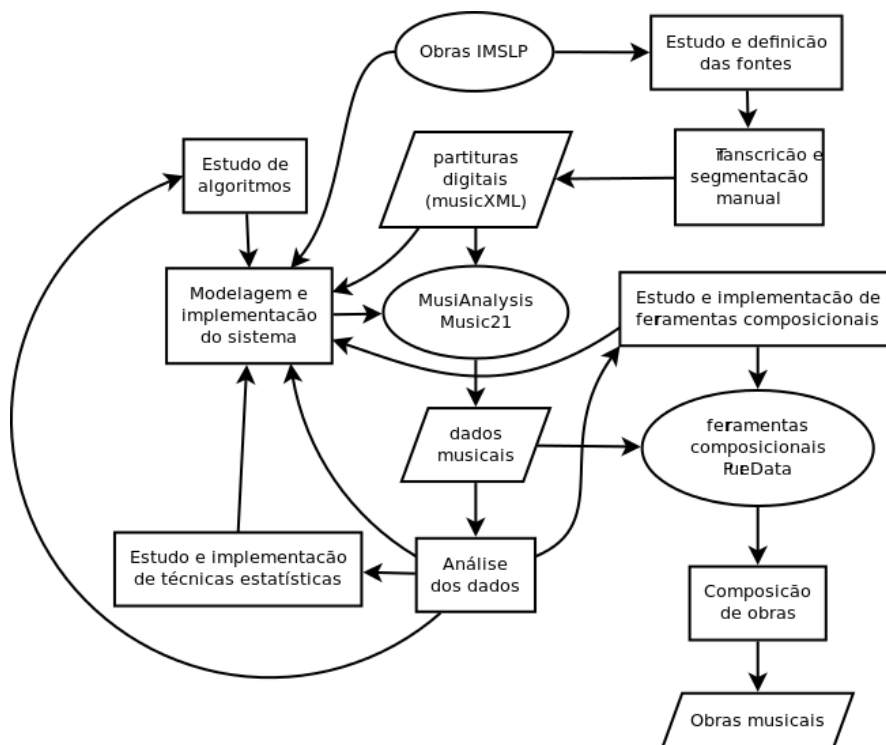 Obras IMSLP
Estudo e definicão
das fontes
Transcricão e
segmentacão
manual
partituras
digitais
(musicXML)
Estudo de
algoritmos
Modelagem e
implementacão
do sistema
MusiAnalysis
Music21
Estudo e implementacão de
feramentas composicionais
dados
musicais
feramentas
composicionais
PureData
Estudo e implementacão
de técnicas estatísticas
Análise
dos dados
Composicão
de obras
Obras musicais